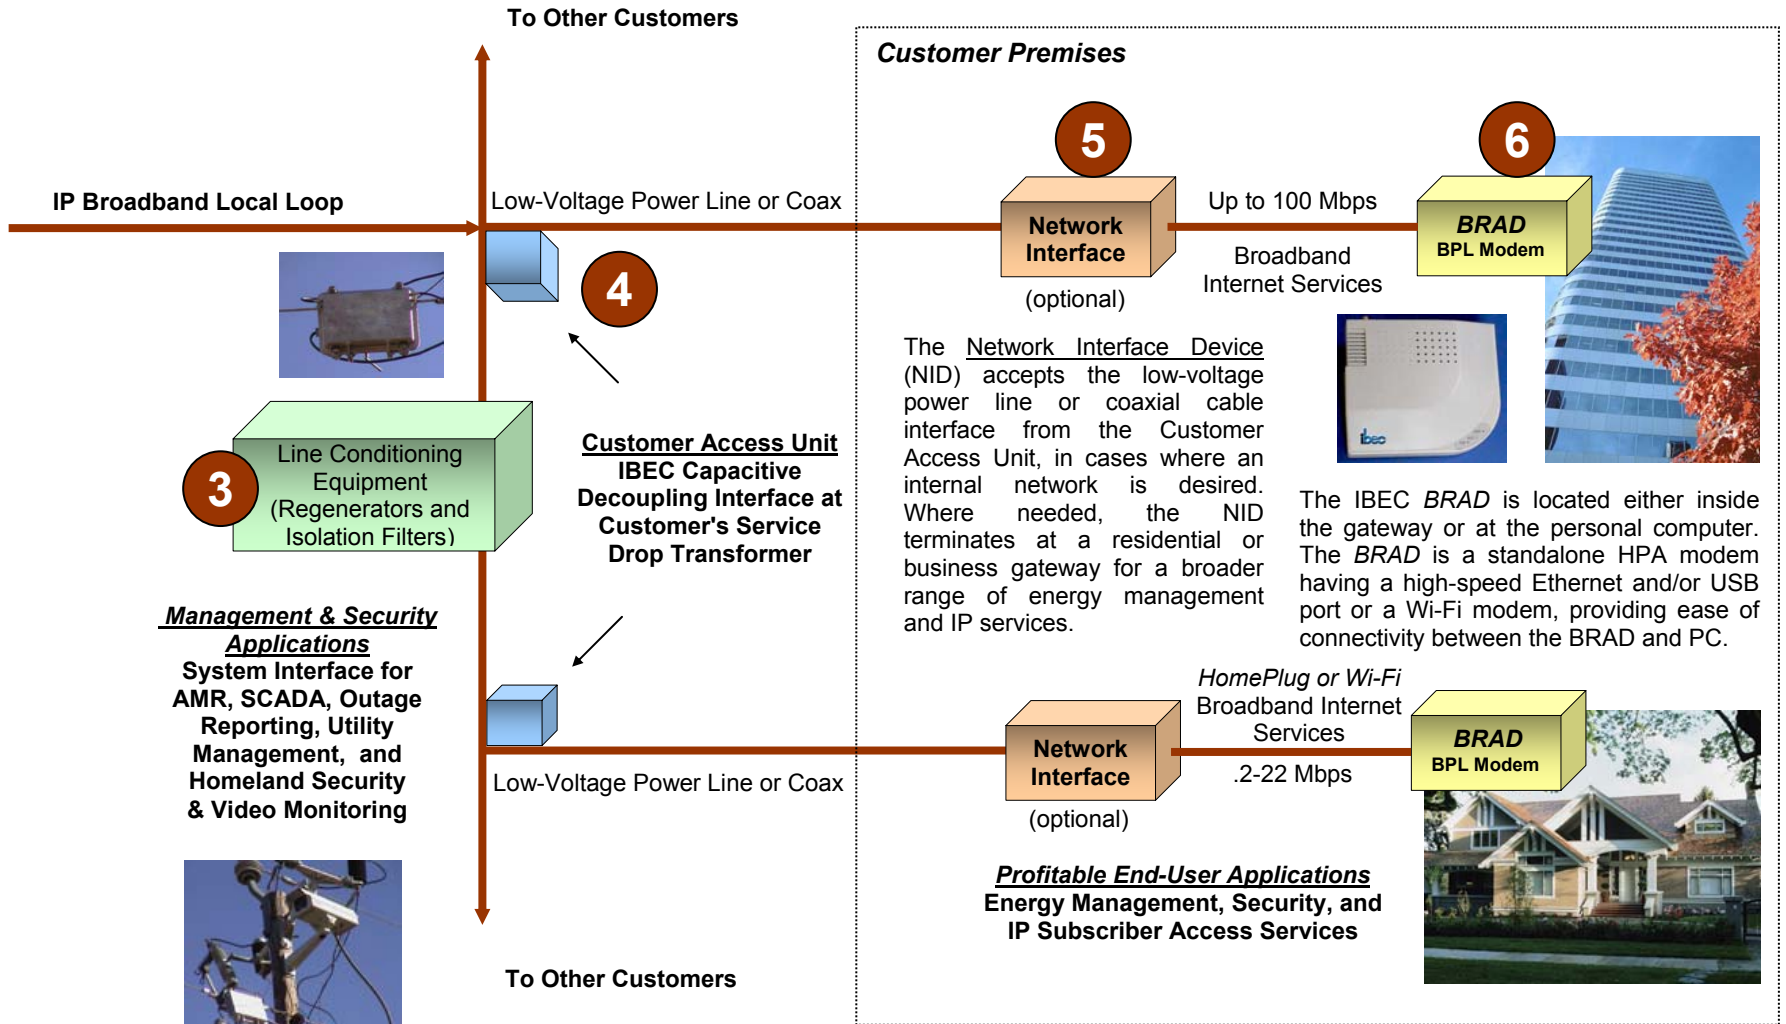 To Other Customers
Customer Premises
5
6
IP Broadband Local Loop
Low-Voltage Power Line or Coax
Network
Interface
(optional)
Up to 100 Mbps
Broadband
Internet Services
BRAD
BPL Modem
4
ibec
The Network Interface Device
(NID) accepts the low-voltage
power line or coaxial cable
interface from the Customer
Access Unit, in cases where an
internal network is desired.
Where needed, the NID
terminates at a residential or
business gateway for a broader
range of energy management
and IP services.
3
Line Conditioning
Equipment
(Regenerators and
Isolation Filters)
Customer Access Unit
IBEC Capacitive
Decoupling Interface at
Customer's Service
Drop Transformer
The IBEC BRAD is located either inside
the gateway or at the personal computer.
The BRAD is a standalone HPA modem
having a high-speed Ethernet and/or USB
port or a Wi-Fi modem, providing ease of
connectivity between the BRAD and PC.
Management & Security
Applications
System Interface for
AMR, SCADA, Outage
Reporting, Utility
Management, and
Homeland Security
& Video Monitoring
Low-Voltage Power Line or Coax
Network
Interface
(optional)
HomePlug or Wi-Fi
Broadband Internet
Services
.2-22 Mbps
BRAD
BPL Modem
Profitable End-User Applications
Energy Management, Security, and
IP Subscriber Access Services
To Other Customers